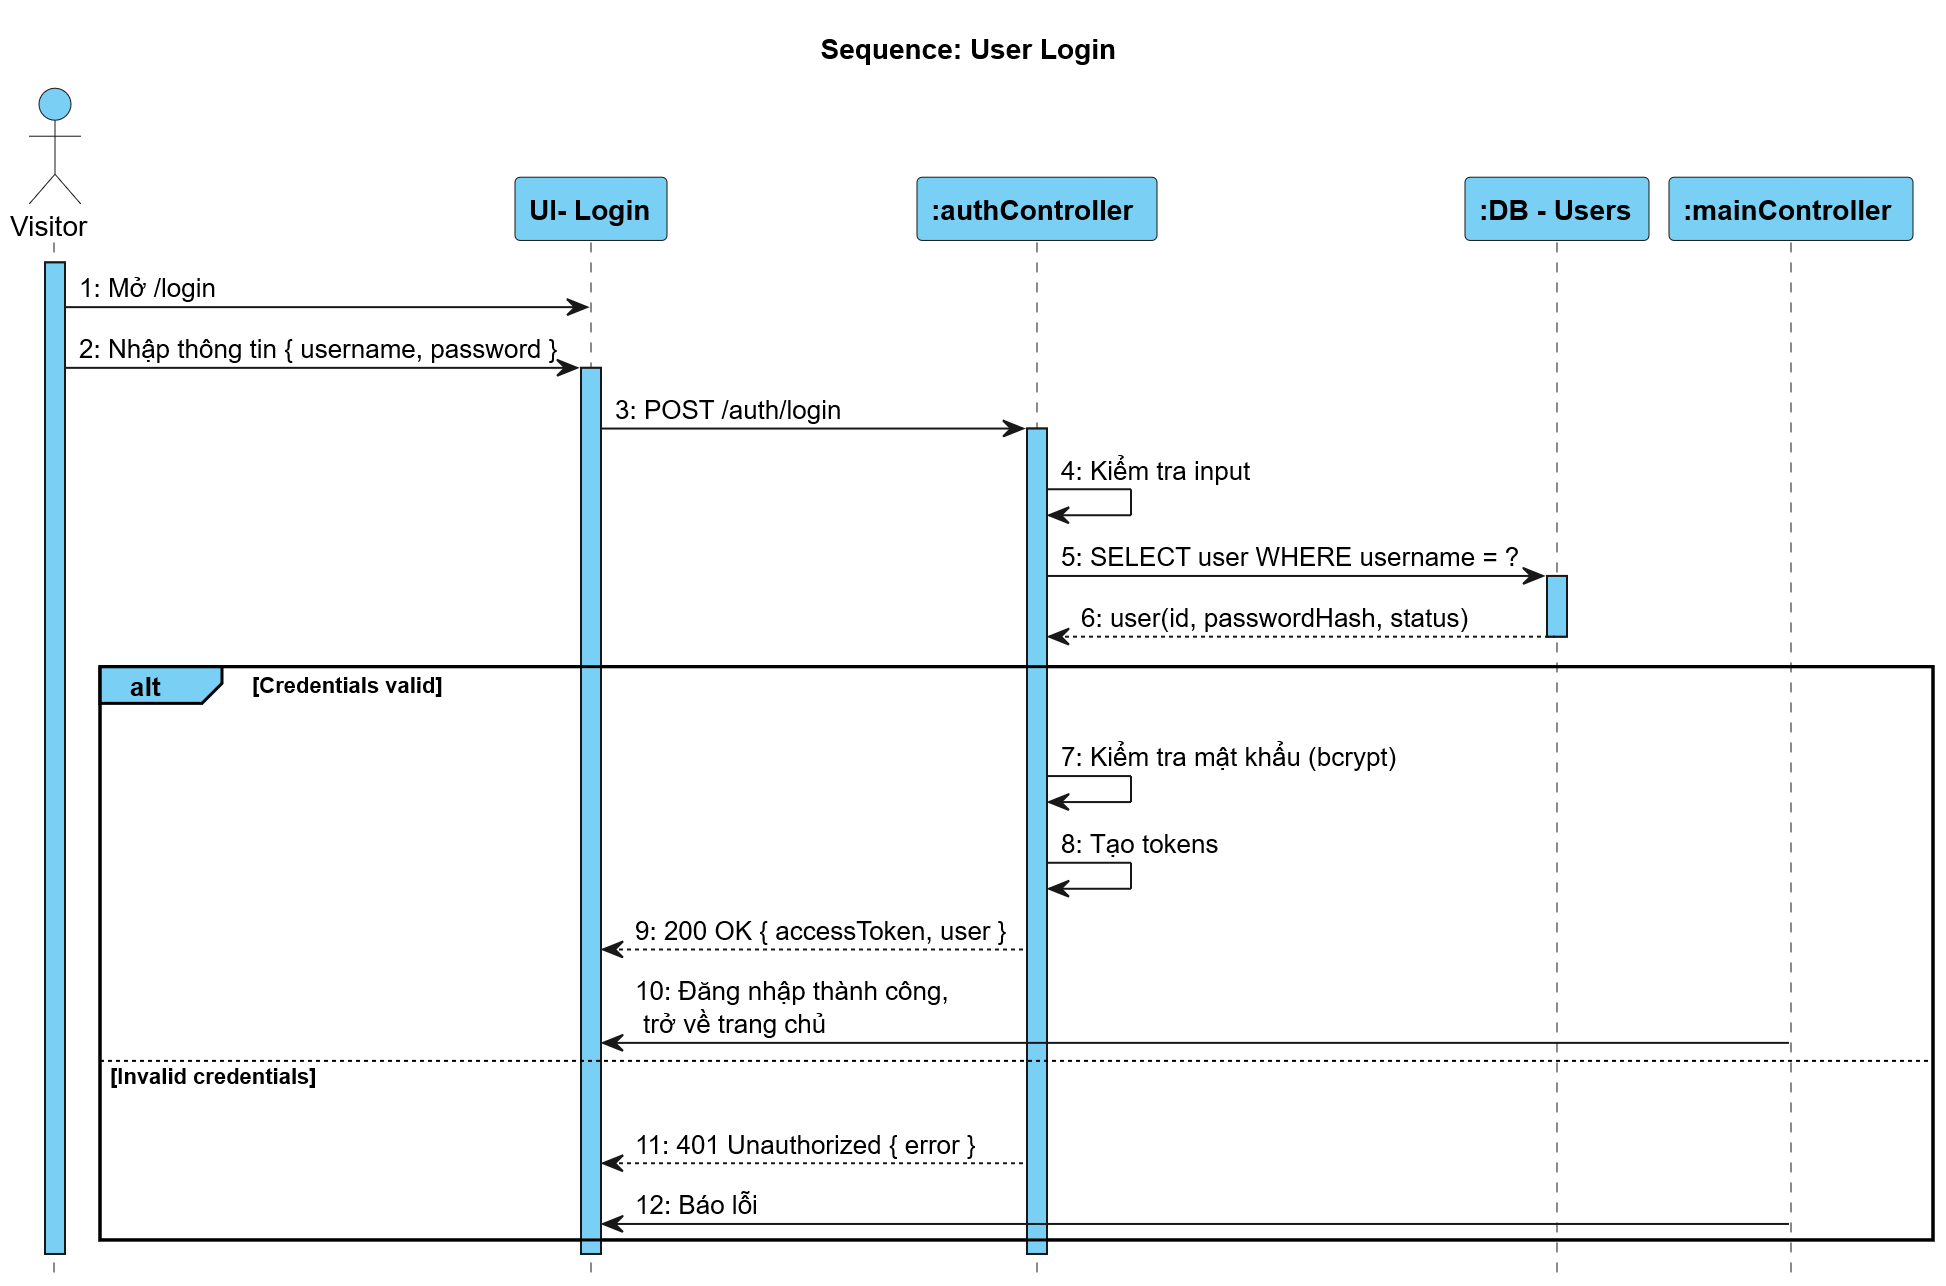 Sequence: User Login
Visitor
UI- Login
:authController
:DB - Users
:mainController
1: Mở /login
2: Nhập thông tin { username, password }
3: POST /auth/login
4: Kiểm tra input
5: SELECT user WHERE username = ?
6: user(id, passwordHash, status)
alt
[Credentials valid]
7: Kiểm tra mật khẩu (bcrypt)
8: Tạo tokens
9: 200 OK { accessToken, user }
10: Đăng nhập thành công,
trở về trang chủ
[Invalid credentials]
11: 401 Unauthorized { error }
12: Báo lỗi